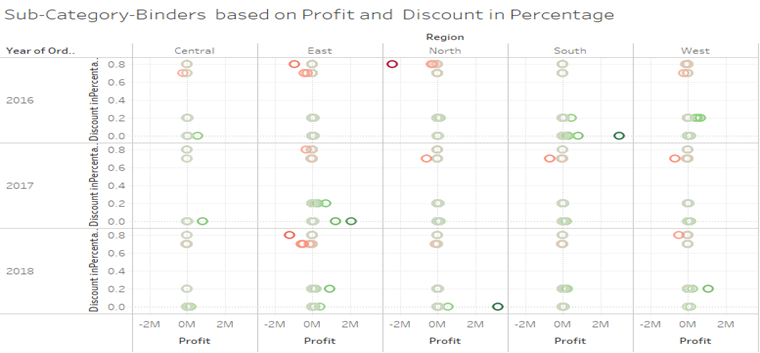 Sub-Category-Binders based on Profit and Discount in Percentage
Region
Year of Ord.. Central East North South West
2016
Discount inPercenta..
0.8
0.6
0.4
0.2
0.0
2017
Discount inPercenta..
0.8
0.6
0.4
0.2
0.0
2018
Discount inPercenta..
0.8
0.6
0.4
0.2
0.0
-2M 0M 2M -2M 0M 2M -2M 0M 2M -2M 0M 2M -2M 0M 2M
Profit Profit Profit Profit Profit